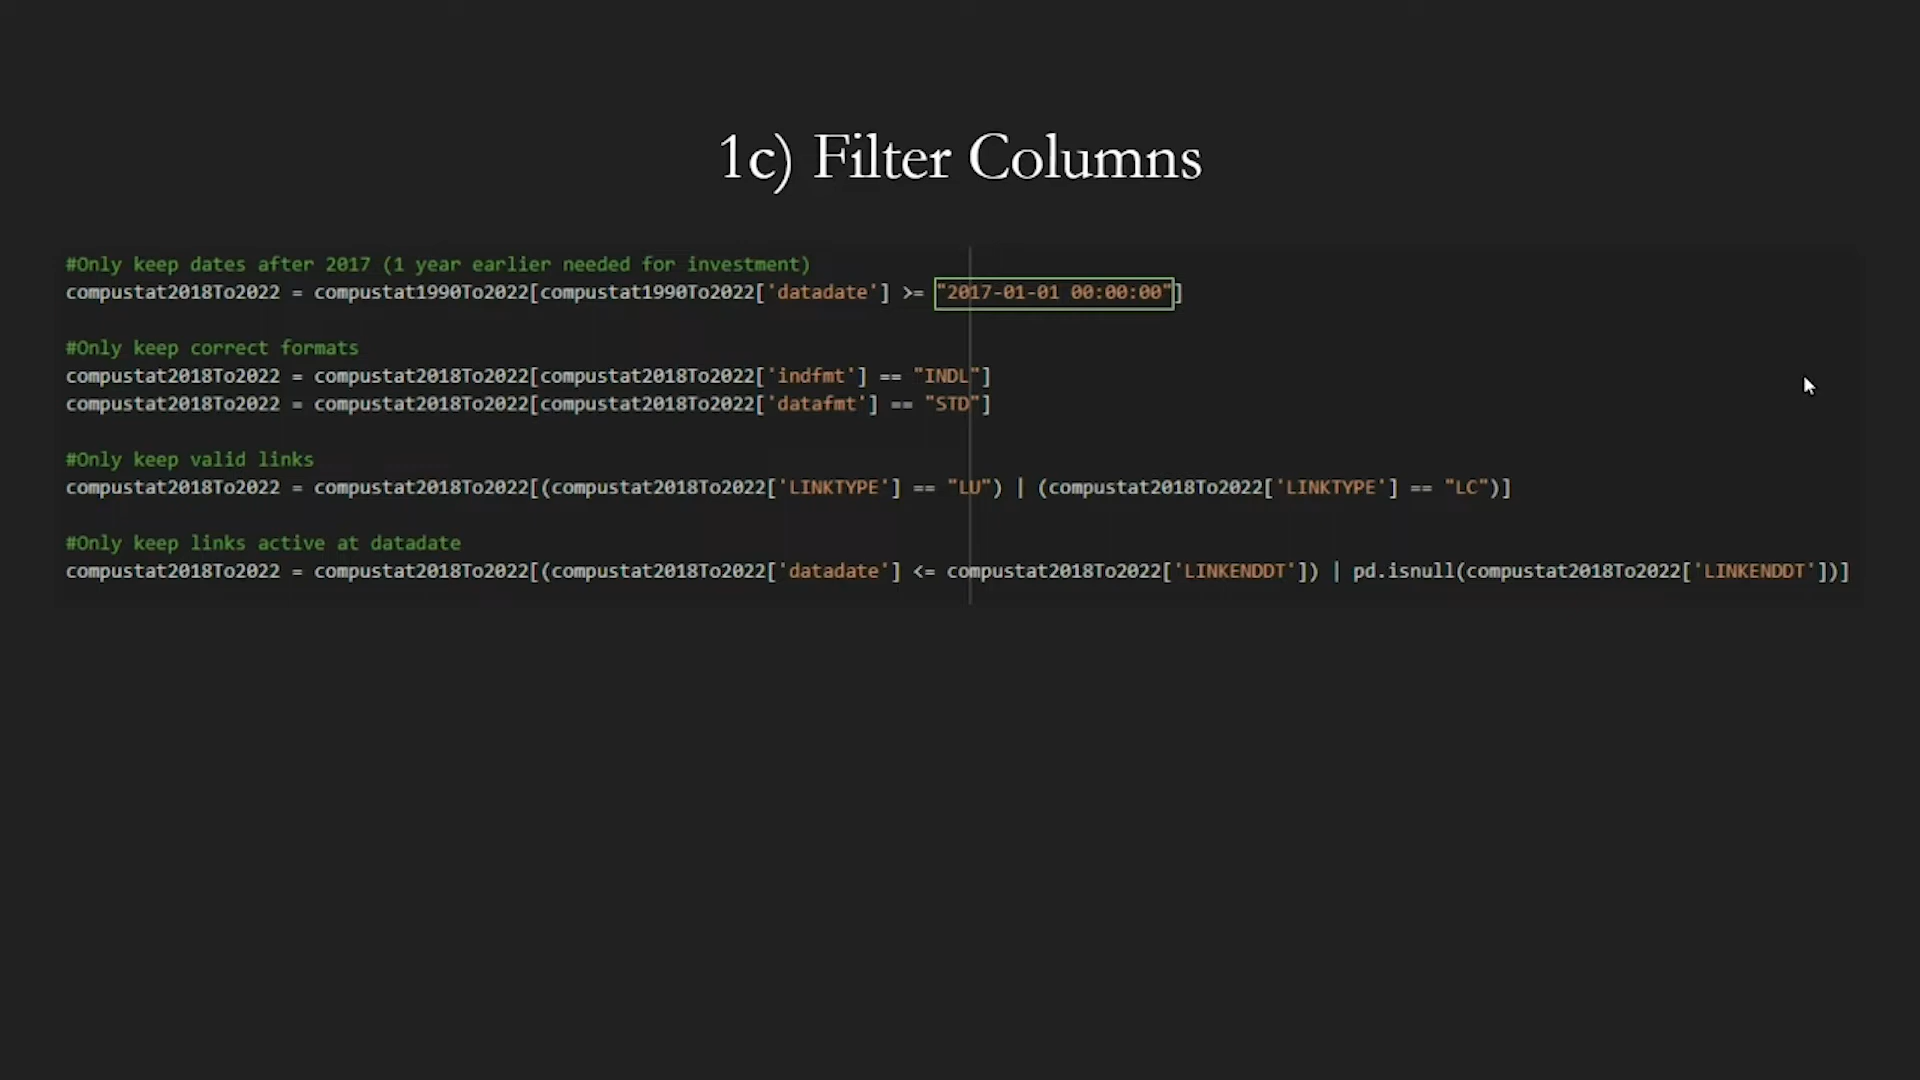 1c) Filter Columns
#Only keep dates after 2017 (1 year earlier needed for investment)
compustat2018To2022 = compustat1990To2022[compustat1990To2022['datadate'] >= "2017-01-01 00:00:00"]
#Only keep correct formats
compustat2018To2022 = compustat2018To2022[compustat2018To2022['indfmt'] == "INDL"]
compustat2018To2022 = compustat2018To2022[compustat2018To2022['datafmt'] == "STD"]
#Only keep valid links
compustat2018To2022 = compustat2018To2022[(compustat2018To2022['LINKTYPE'] == "LU") | (compustat2018To2022['LINKTYPE'] == "LC")]
#Only keep links active at datadate
compustat2018To2022 = compustat2018To2022[(compustat2018To2022['datadate'] <= compustat2018To2022['LINKENDDT']) | pd.isnull(compustat2018To2022['LINKENDDT'])]